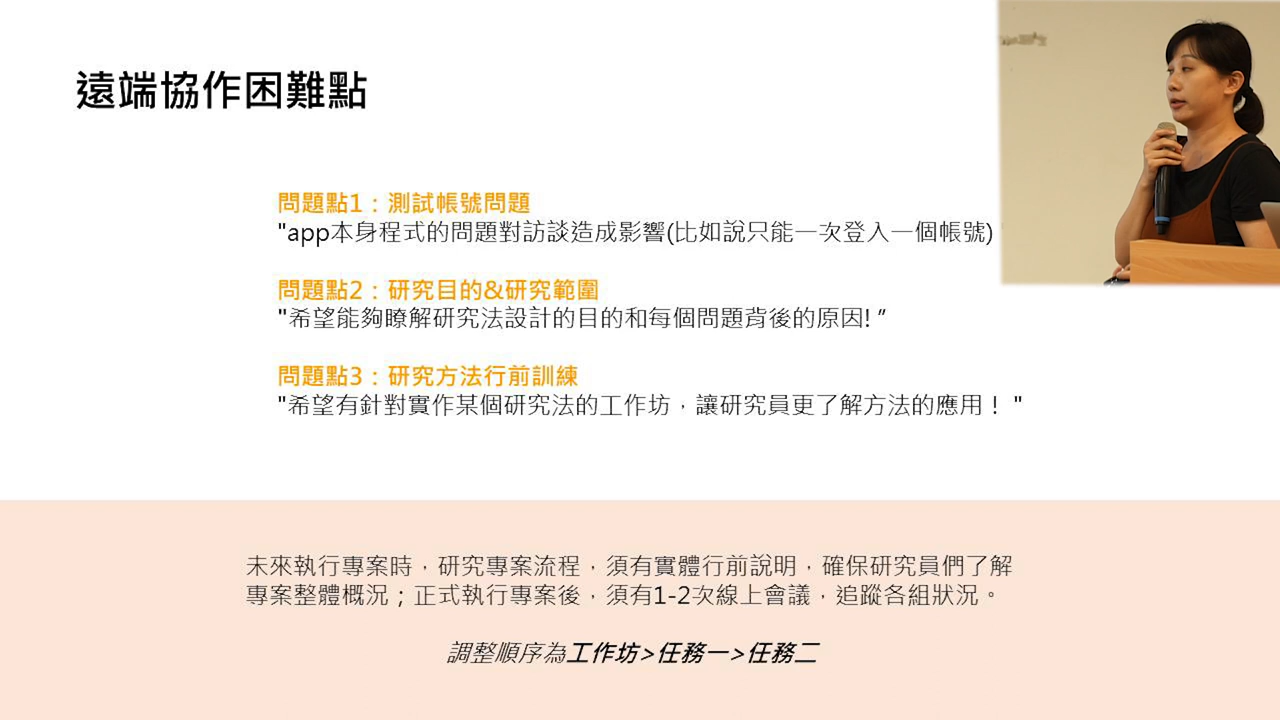 遠端協作困難點
問題點1：測試帳號問題
"app本身程式的問題對訪談造成影響(比如說只能一次登入一個帳號)
問題點2：研究目的&研究範圍
"希望能夠瞭解研究法設計的目的和每個問題背後的原因! ”
問題點3：研究方法行前訓練
"希望有針對實作某個研究法的工作坊，讓研究員更了解方法的應用！ "
未來執行專案時，研究專案流程，須有實體行前說明，確保研究員們了解
專案整體概況；正式執行專案後，須有1-2次線上會議，追蹤各組狀況。
調整順序為工作坊>任務一>任務二